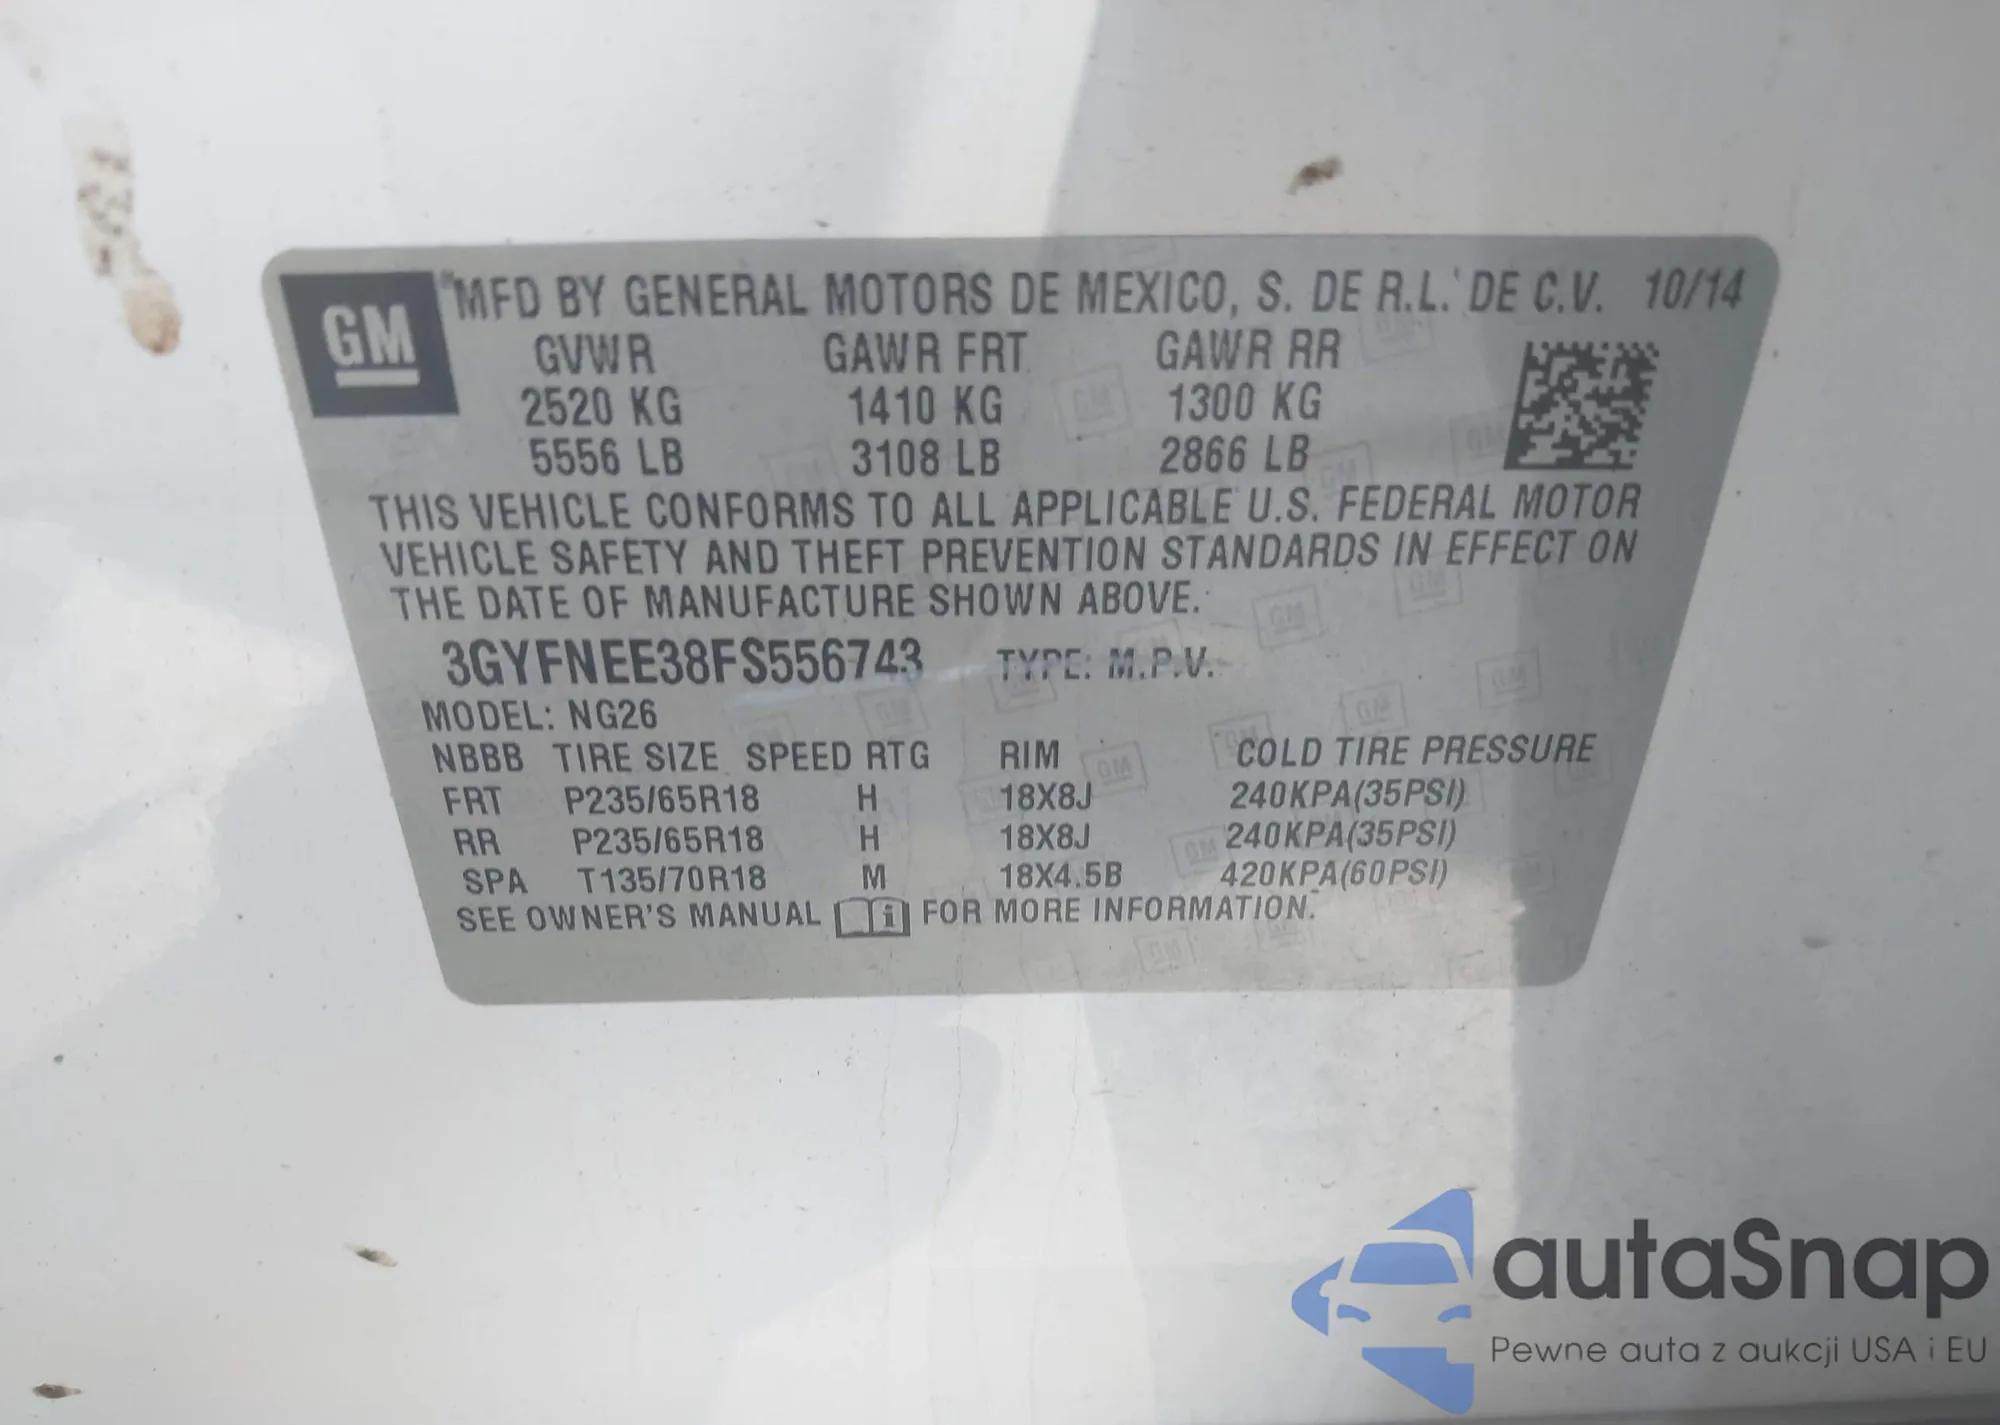 GM
MFD BY GENERAL MOTORS DE MEXICO, S. DE R.L. DE C.V. 10/14
GVWR GAWR FRT GAWR RR
2520 KG 1410 KG 1300 KG
5556 LB 3108 LB 2866 LB
THIS VEHICLE CONFORMS TO ALL APPLICABLE U.S. FEDERAL MOTOR
VEHICLE SAFETY AND THEFT PREVENTION STANDARDS IN EFFECT ON
THE DATE OF MANUFACTURE SHOWN ABOVE.
3GYFNEE38FS556743 TYPE: M.P.V.
MODEL: NG26
NBBB TIRE SIZE SPEED RTG RIM COLD TIRE PRESSURE
FRT P235/65R18 H 18X8J 240KPA(35PSI)
RR P235/65R18 H 18X8J 240KPA(35PSI)
SPA T135/70R18 M 18X4.5B 420KPA(60PSI)
SEE OWNER'S MANUAL i FOR MORE INFORMATION.
autaSnap
Pewne auta z aukcji USA i EU